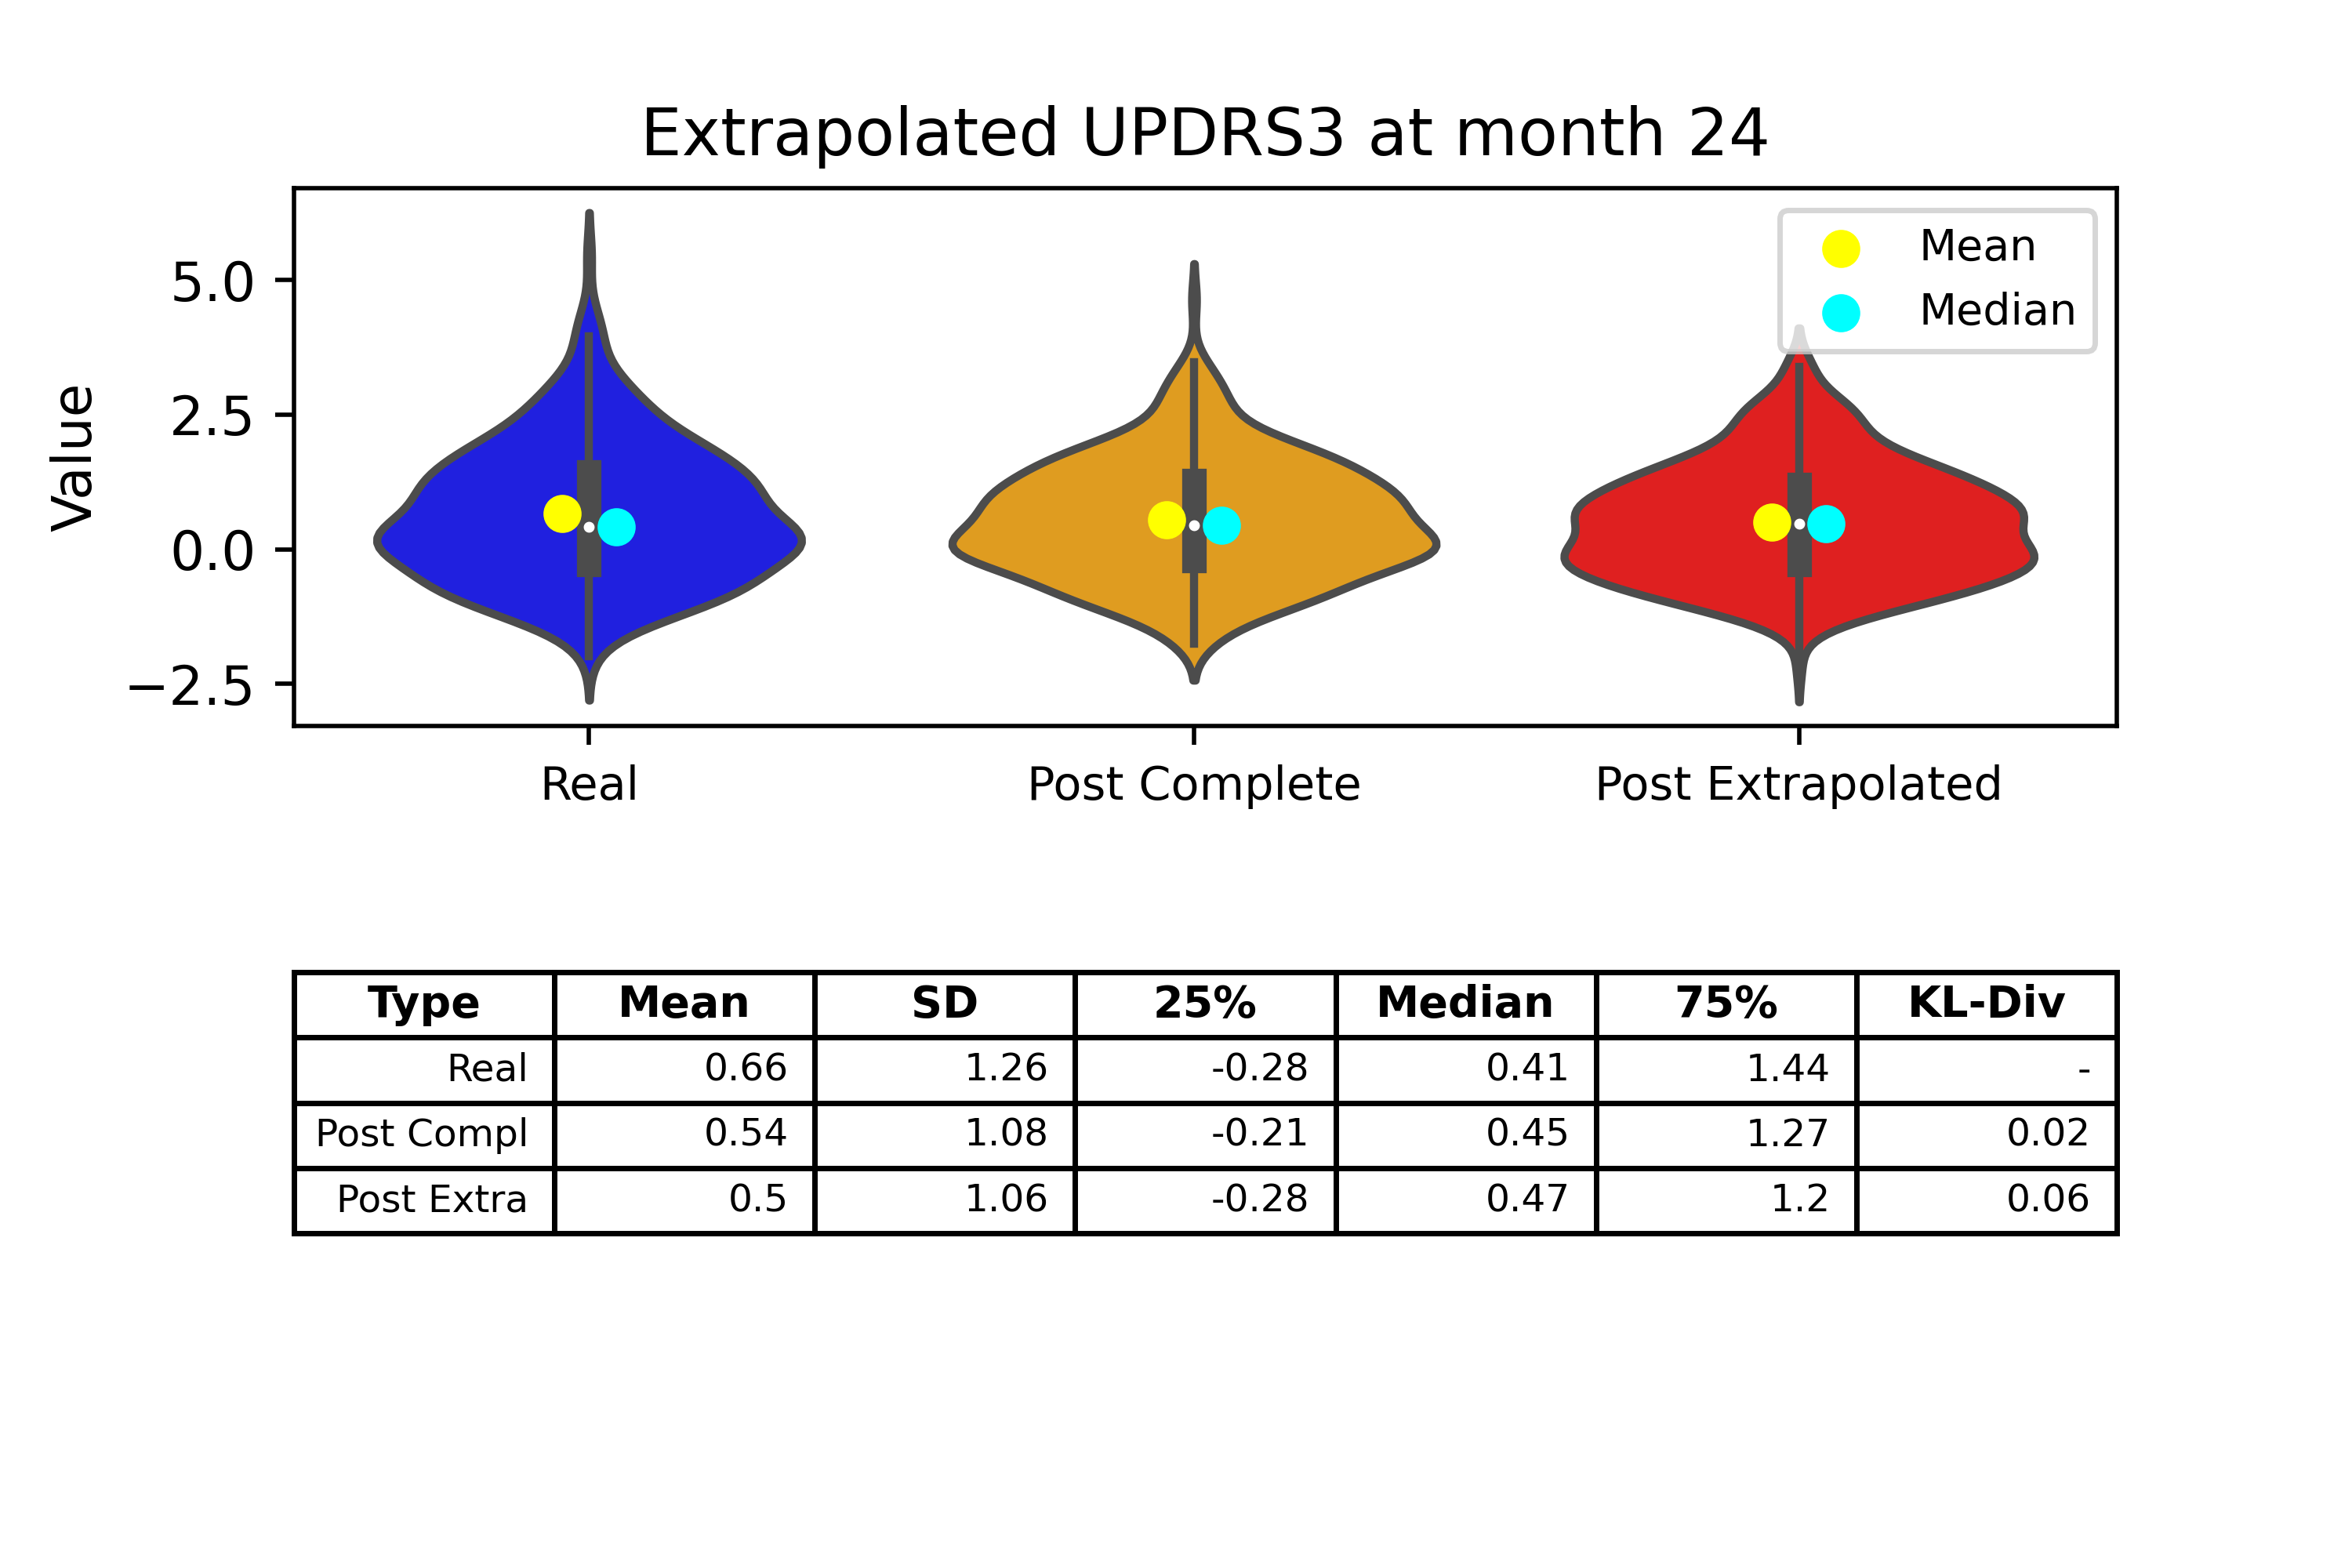 Extrapolated UPDRS3 at month 24
Value
5.0
2.5
0.0
−2.5
Mean
Median
Real Post Complete Post Extrapolated
Type Mean SD 25% Median 75% KL-Div
Real 0.66 1.26 -0.28 0.41 1.44 -
Post Compl 0.54 1.08 -0.21 0.45 1.27 0.02
Post Extra 0.5 1.06 -0.28 0.47 1.2 0.06